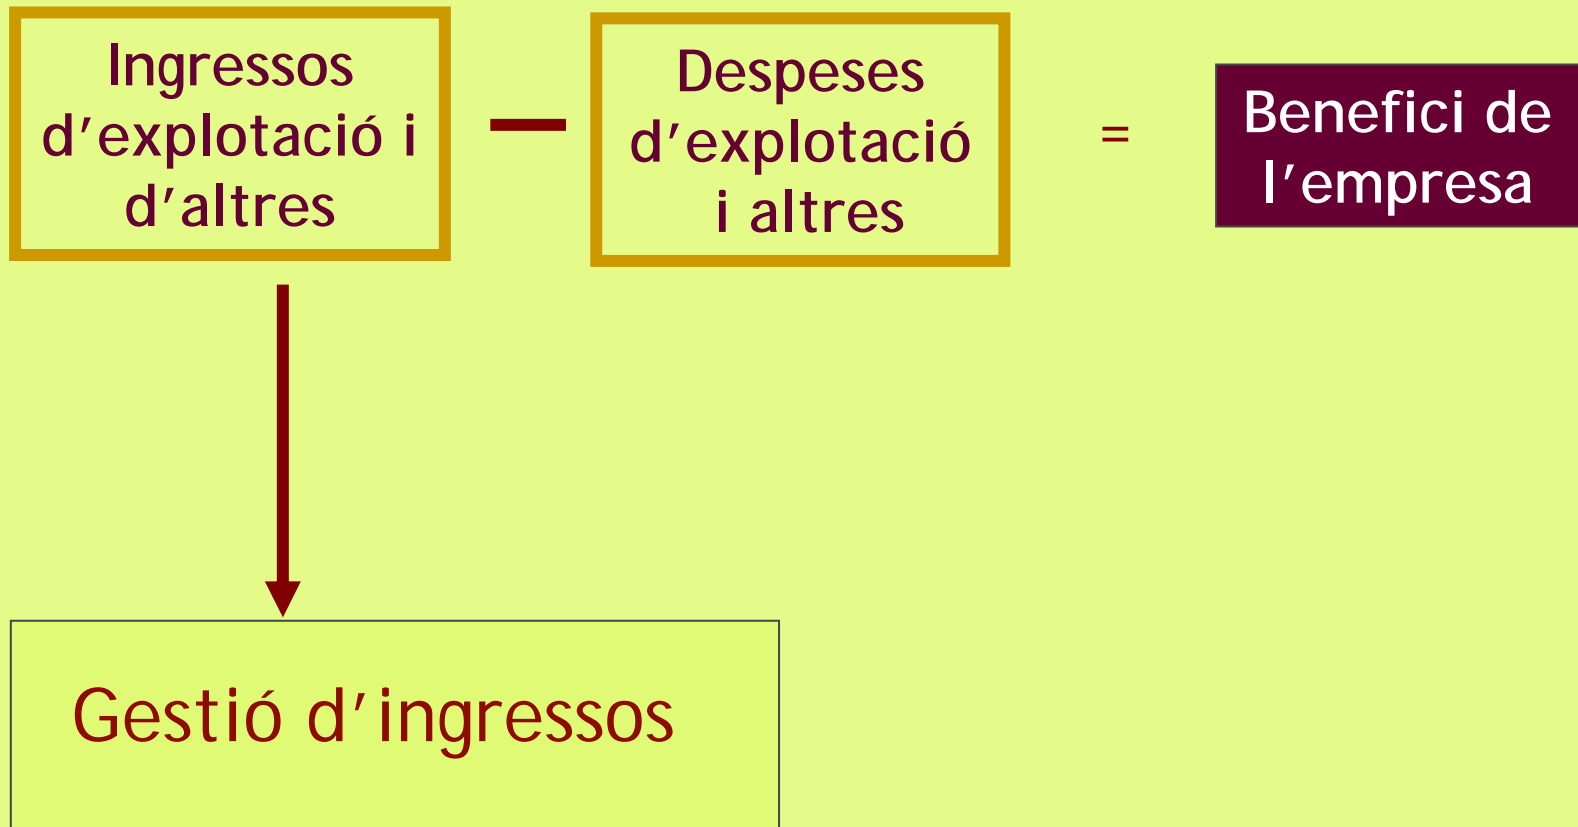 Ingressos
d'explotació i
d'altres
Despeses
d'explotació
i altres
=
Benefici de
l'empresa
Gestió d'ingressos